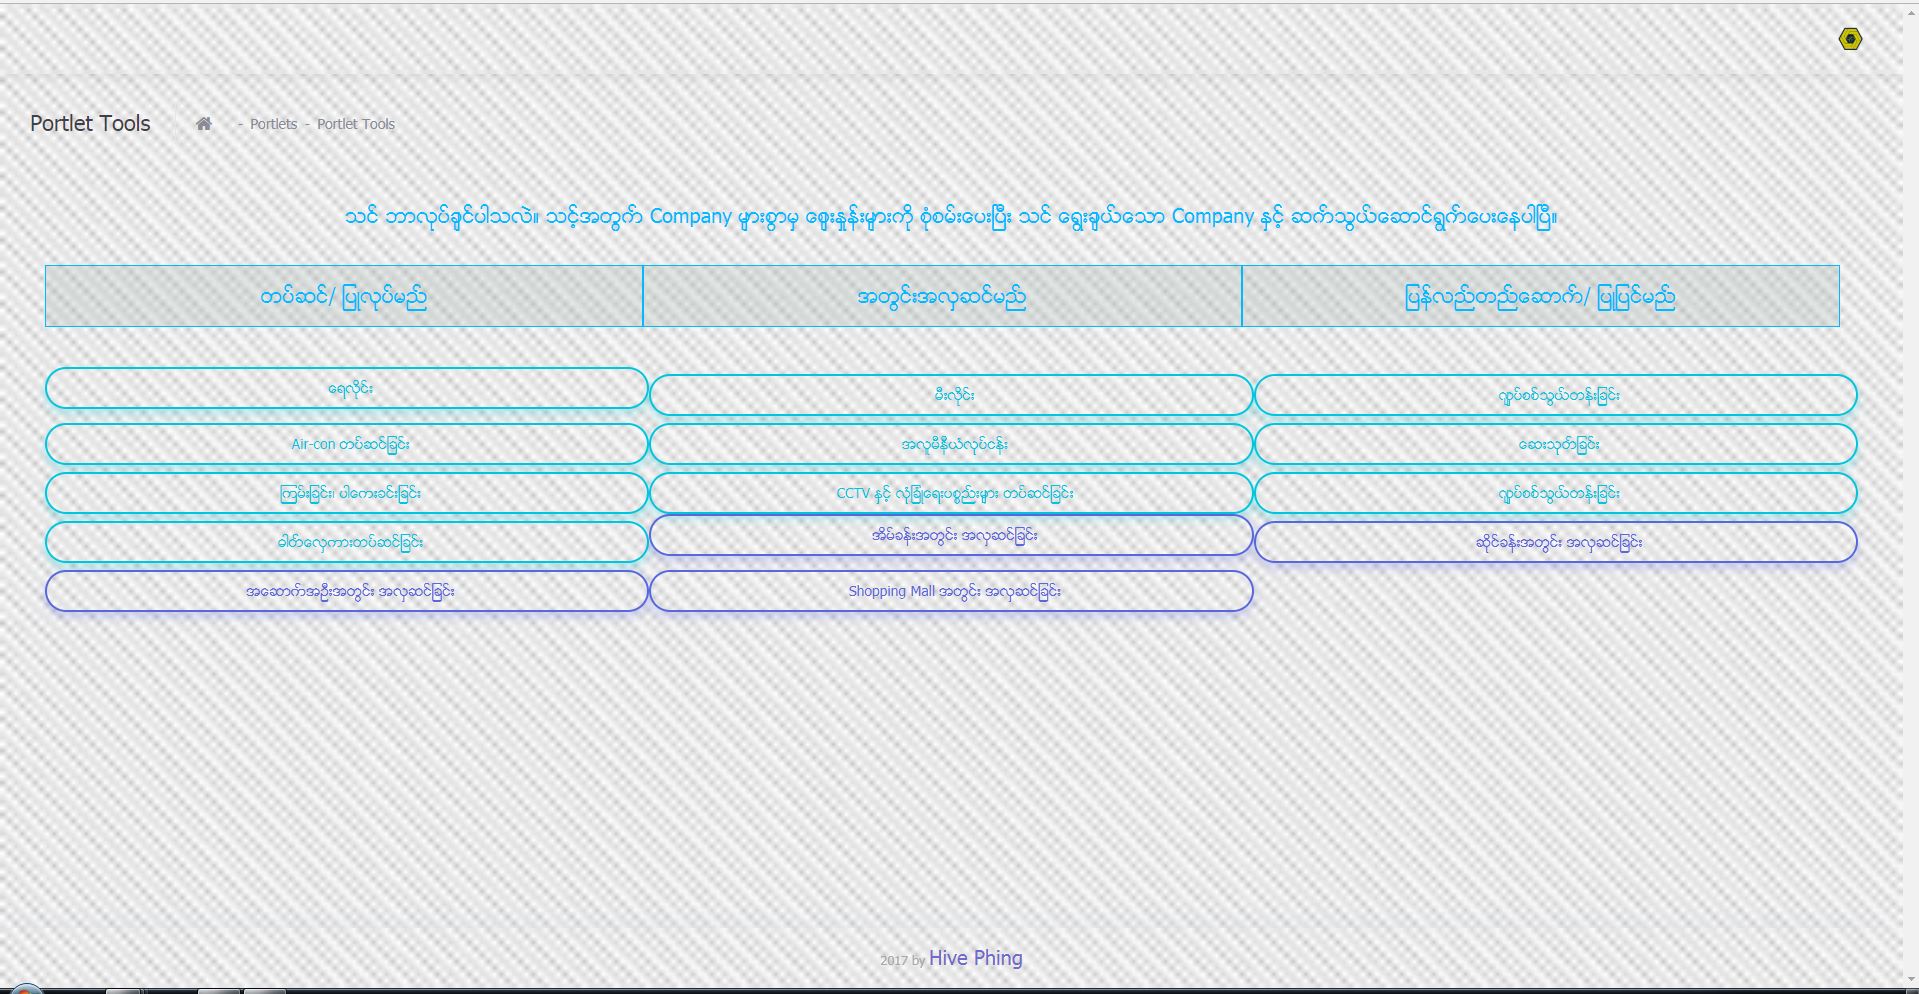 Portlet Tools - Portlets - Portlet Tools
သင် ဘာလုပ်ချင်ပါသလဲ။ သင့်အတွက် Company များစွာမှ ဈေးနှုန်းများကို စုံစမ်းပေးပြီး သင် ရွေးချယ်သော Company နှင့် ဆက်သွယ်ဆောင်ရွက်ပေးနေပါပြီ။
တပ်ဆင်/ ပြုလုပ်မည် အတွင်းအလှဆင်မည် ပြန်လည်တည်ဆောက်/ ပြုပြင်မည်
ရေလိုင်း မီးလိုင်း လျှပ်စစ်သွယ်တန်းခြင်း
Air-con တပ်ဆင်ခြင်း အလူမီနီယံလုပ်ငန်း ဆေးသုတ်ခြင်း
ကြမ်းခြင်း၊ ပါကေးခင်းခြင်း CCTV နှင့် လုံခြုံရေးပစ္စည်းများ တပ်ဆင်ခြင်း လျှပ်စစ်သွယ်တန်းခြင်း
ဓါတ်လှေကားတပ်ဆင်ခြင်း အိမ်ခန်းအတွင်း အလှဆင်ခြင်း ဆိုင်ခန်းအတွင်း အလှဆင်ခြင်း
အဆောက်အဦးအတွင်း အလှဆင်ခြင်း Shopping Mall အတွင်း အလှဆင်ခြင်း
2017 by Hive Phing